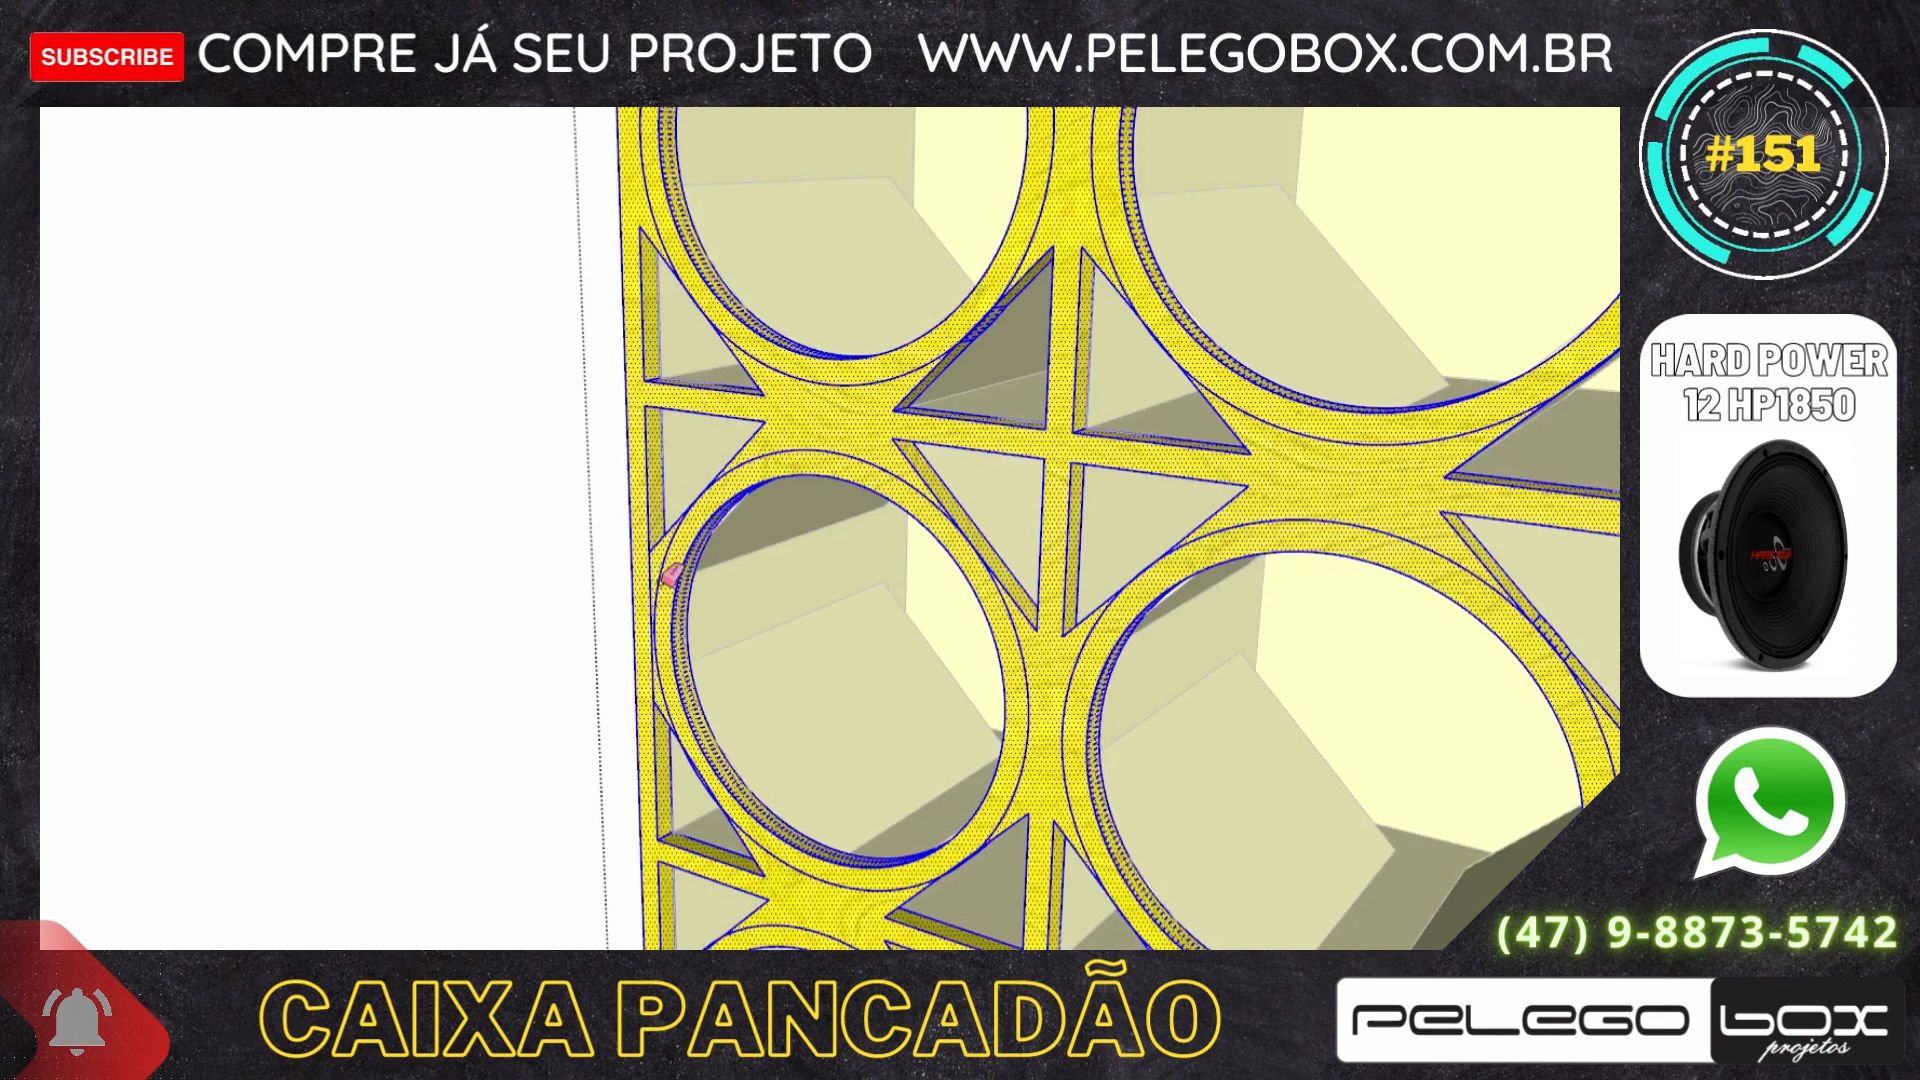 SUBSCRIBE COMPRE JÁ SEU PROJETO WWW.PELEGOBOX.COM.BR
#151
HARD POWER
12 HP1850
(47) 9-8873-5742
CAIXA PANCADÃO
PELEGO BOX
projetos